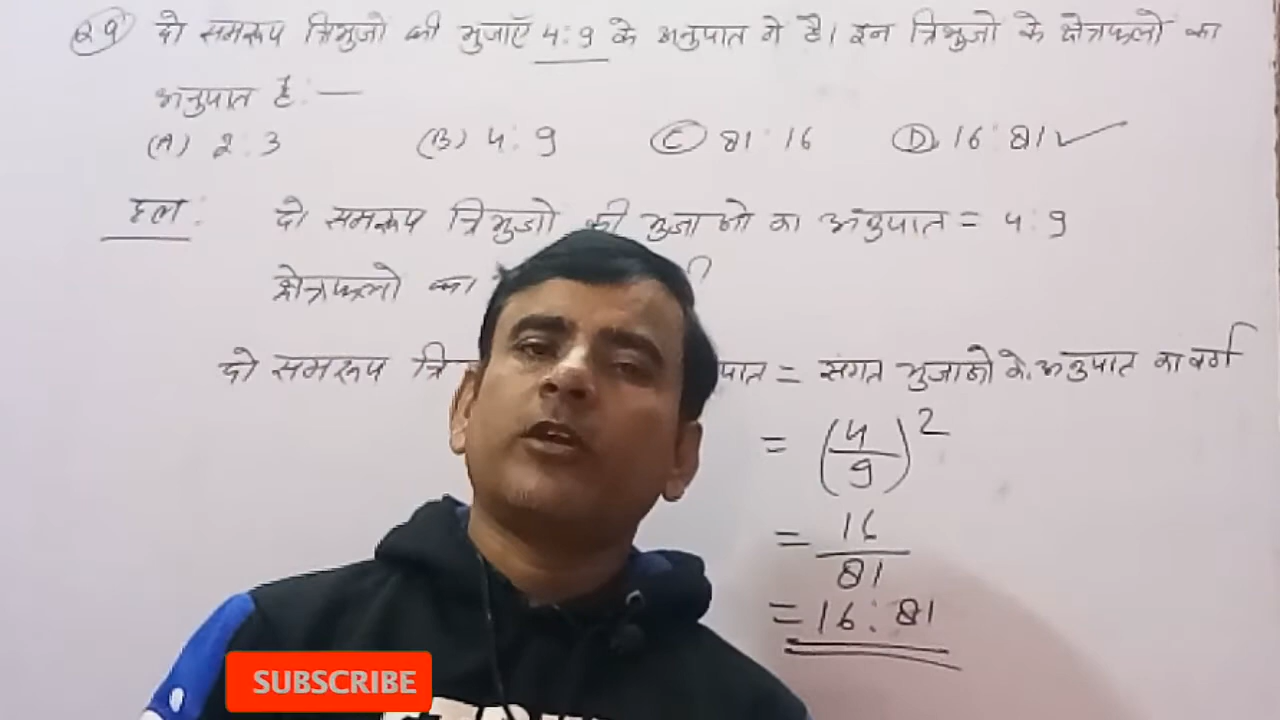 29 दो समरूप त्रिभुजो की भुजाएँ 4:9 के अनुपात मे है। इन त्रिभुजो के क्षेत्रफलो का
अनुपात है:—
(A) 2:3 (B) 4:9 (C) 81:16 (D) 16:81 ✓
हल: दो समरूप त्रिभुजो की भुजाओ का अनुपात = 4:9
क्षेत्रफलो का
दो समरूप त्रि पात = संगत भुजाओ के अनुपात का वर्ग
= (4/9)²
= 16/81
= 16:81
SUBSCRIBE